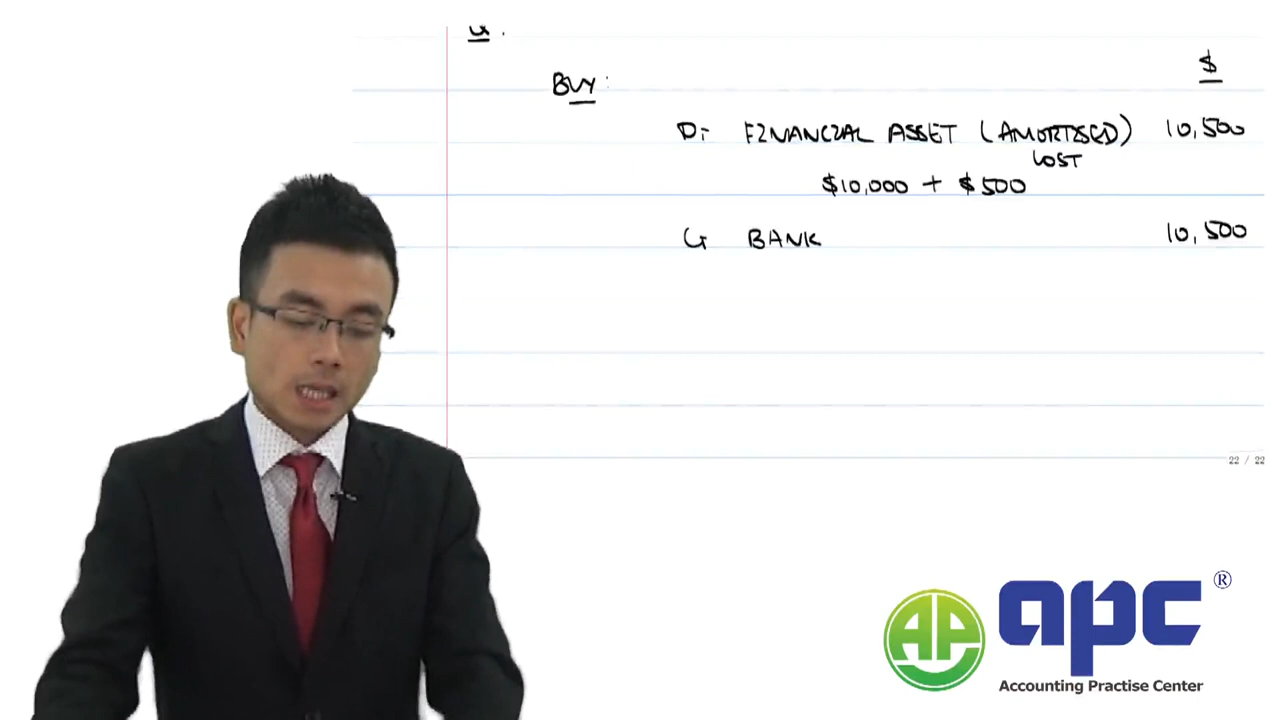 BUY:
$
Dr FINANCIAL ASSET (AMORTISED) 10,500
COST
$10,000 + $500
Cr BANK 10,500
22 / 22
AP
apc®
Accounting Practise Center